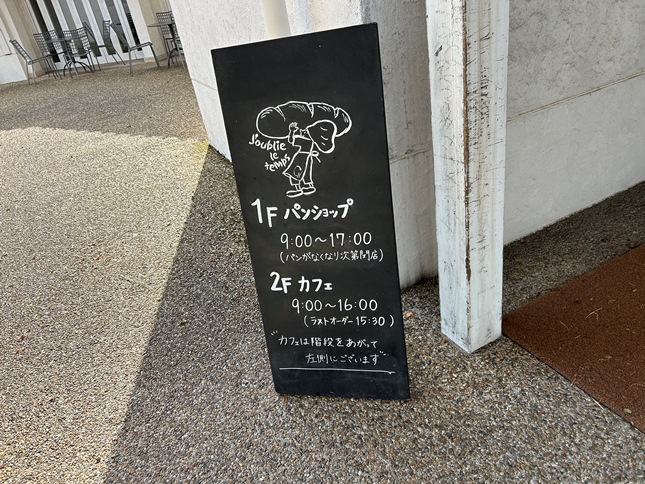 J'oublie
le
temps
1F パンショップ
9:00～17:00
(パンがなくなり次第閉店)
2F カフェ
9:00～16:00
(ラストオーダー 15:30)
"カフェは階段をあがって
左側にございます"